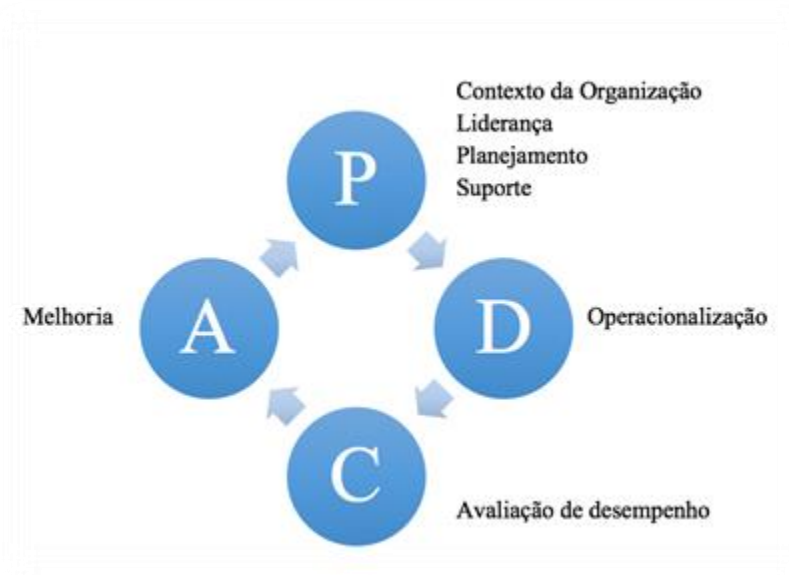 Contexto da Organização
Liderança
Planejamento
Suporte
P
Melhoria
A
D
Operacionalização
C
Avaliação de desempenho